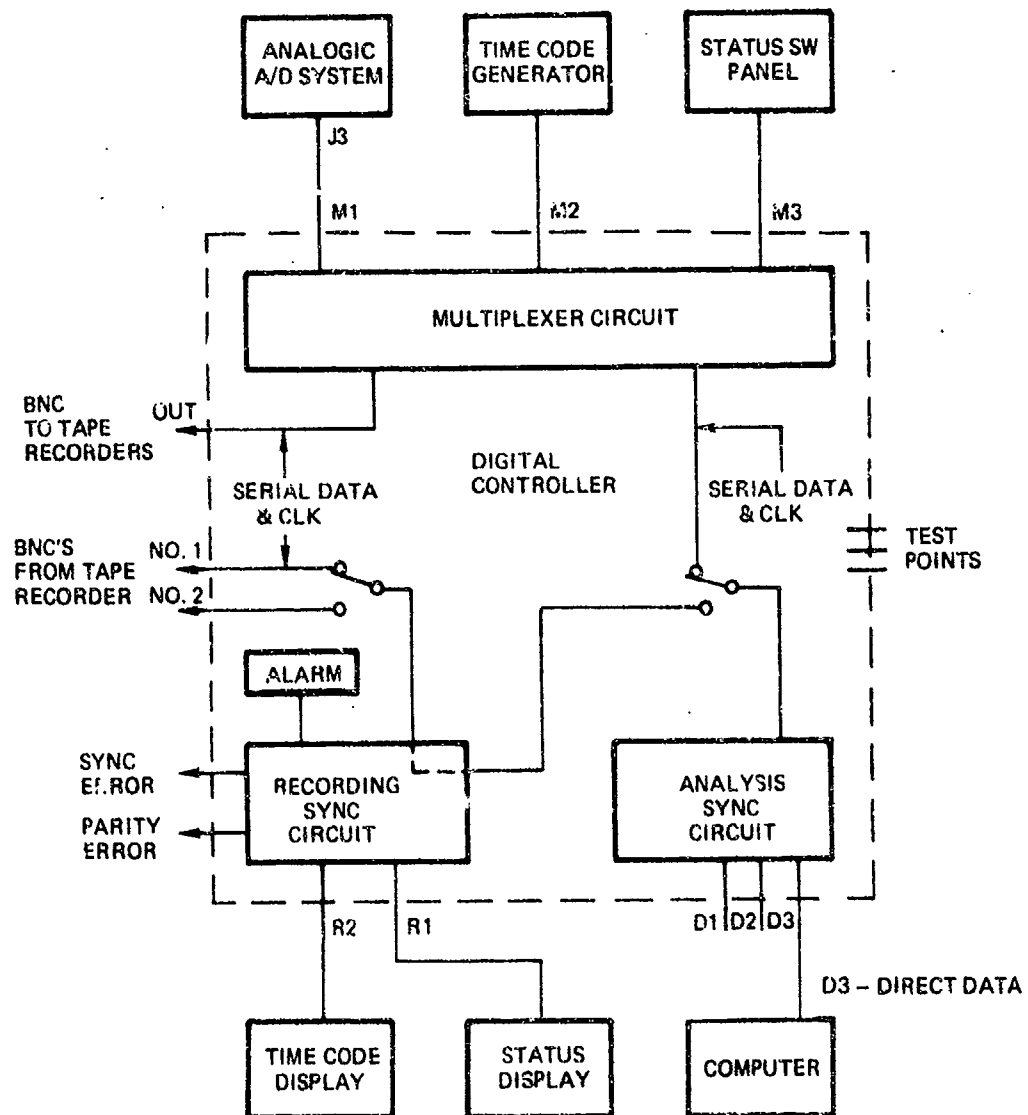 ANALOGIC
A/D SYSTEM
TIME CODE
GENERATOR
STATUS SW
PANEL
J3
M1
M2
M3
MULTIPLEXER CIRCUIT
BNC
TO TAPE
RECORDERS
OUT
DIGITAL
CONTROLLER
SERIAL DATA
& CLK
SERIAL DATA
& CLK
BNC'S
FROM TAPE
RECORDER
NO. 1
NO. 2
TEST
POINTS
ALARM
SYNC
ERROR
PARITY
ERROR
RECORDING
SYNC
CIRCUIT
ANALYSIS
SYNC
CIRCUIT
R2
R1
D1
D2
D3
D3 – DIRECT DATA
TIME CODE
DISPLAY
STATUS
DISPLAY
COMPUTER